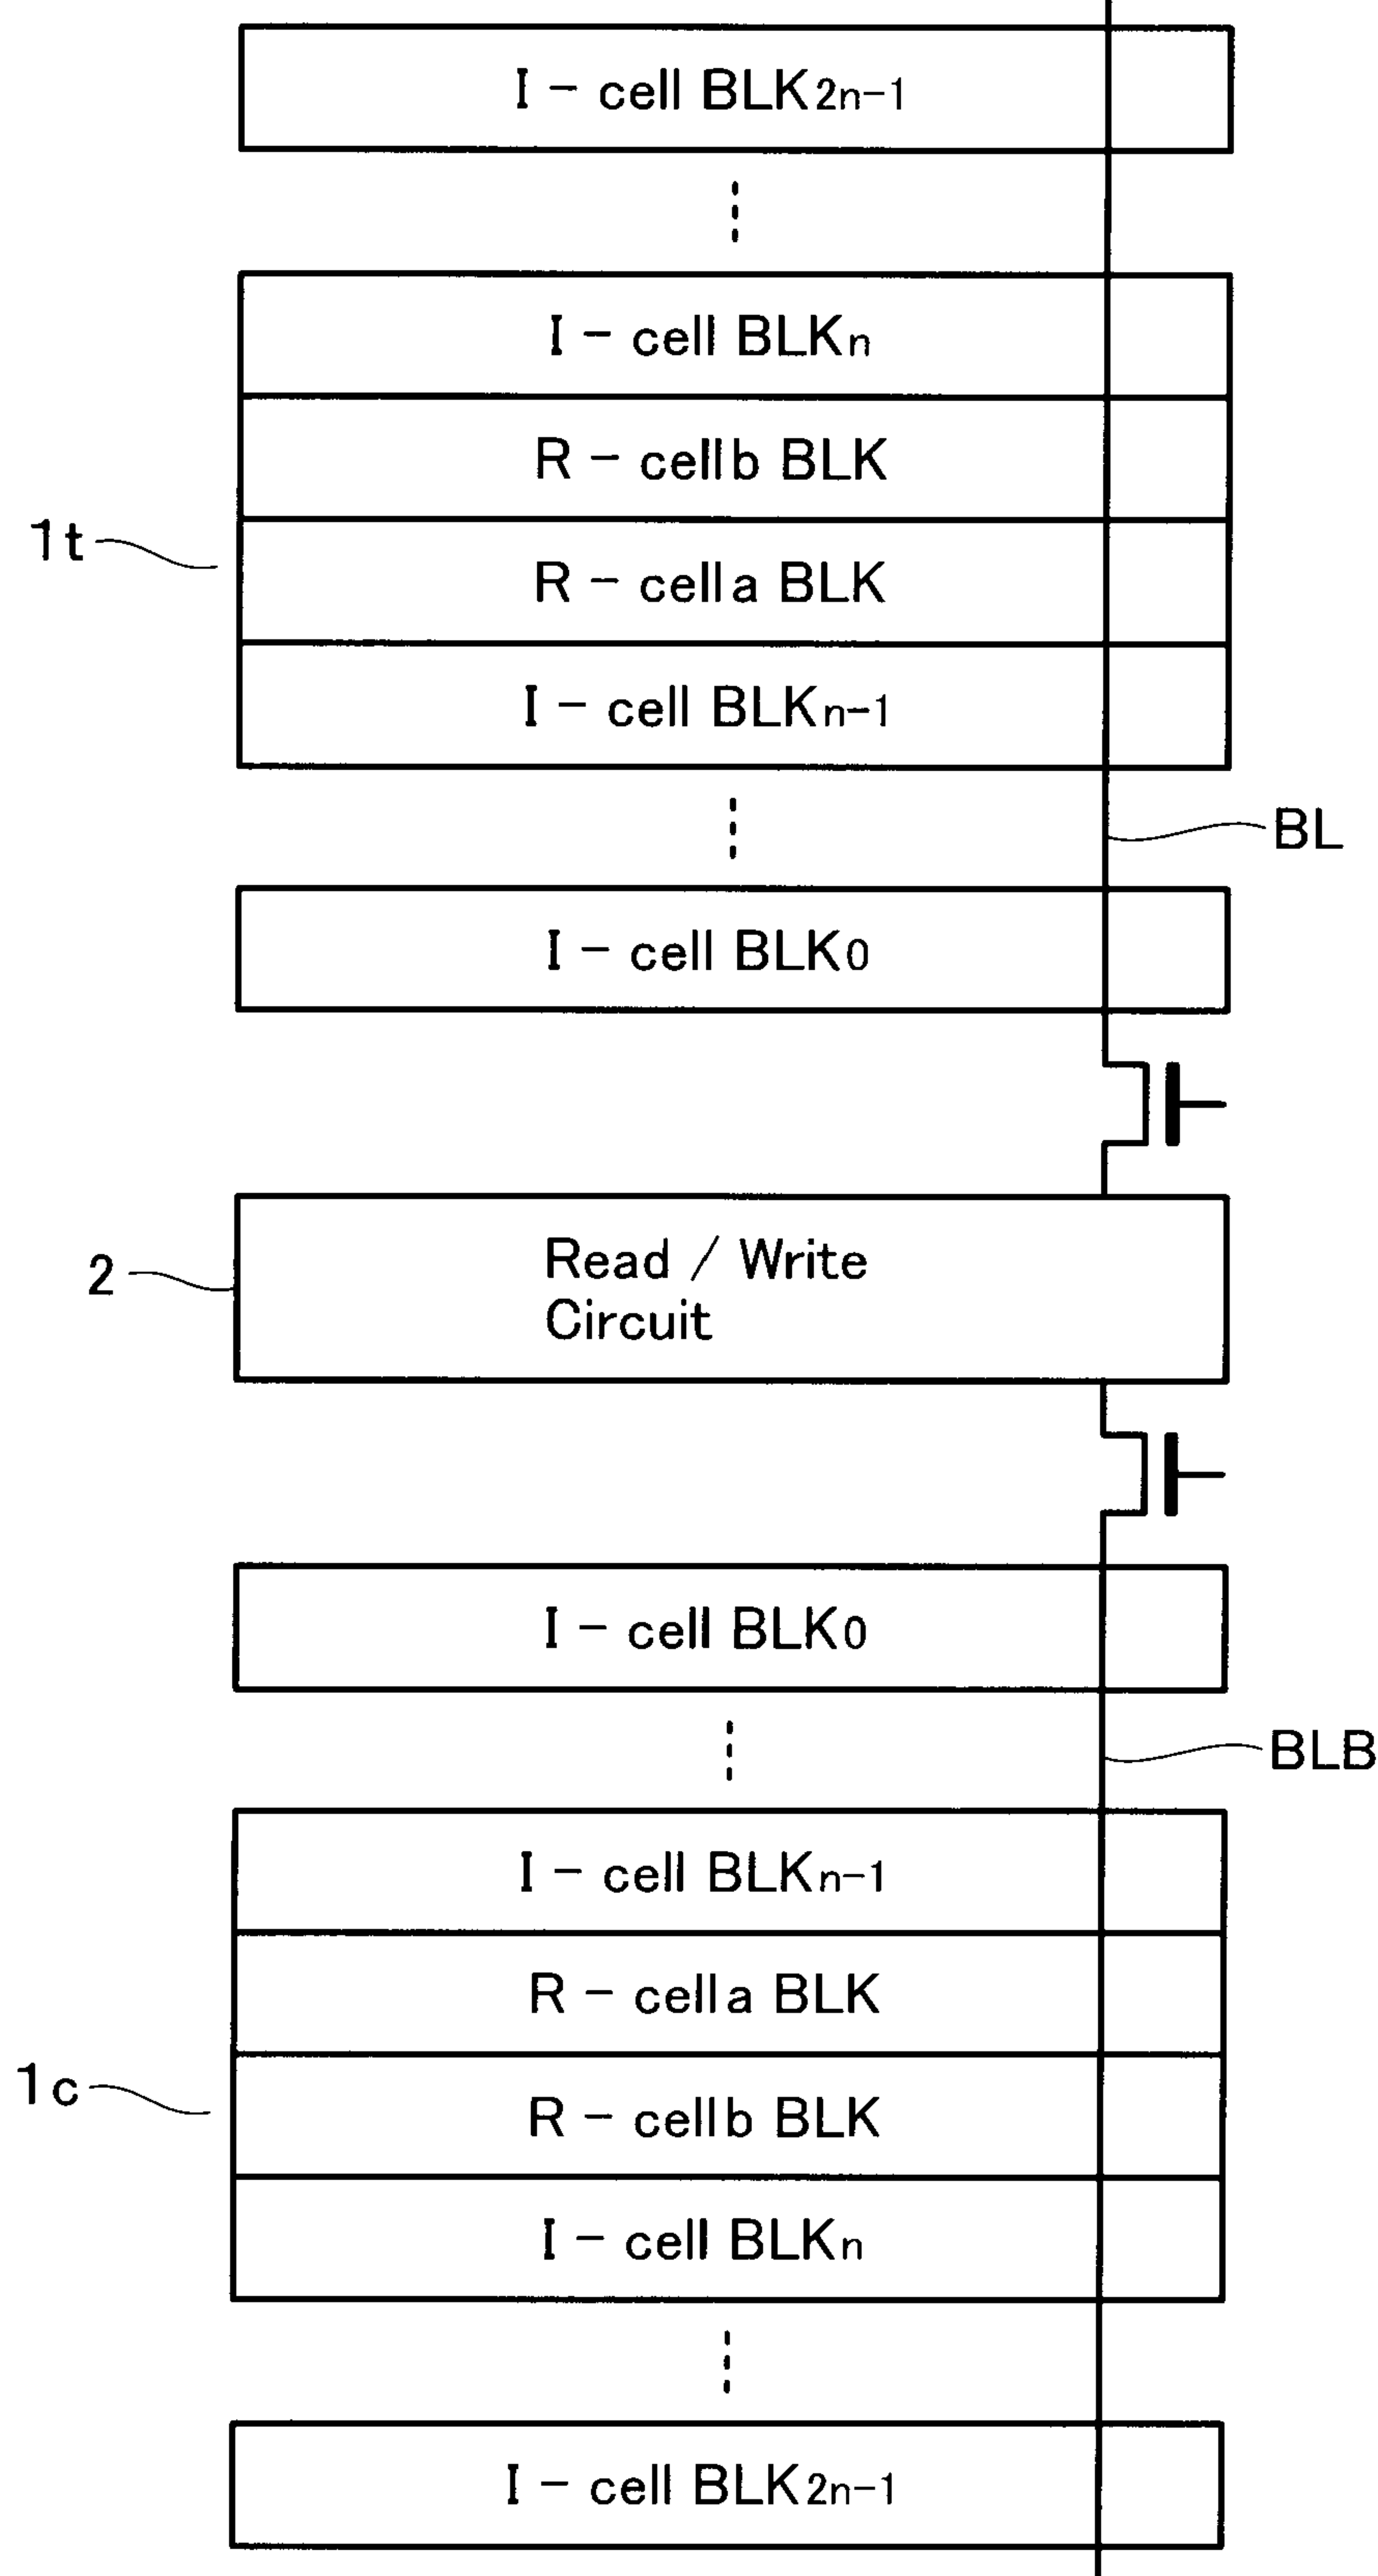 I - cell BLK2n-1
I - cell BLKn
R - cellb BLK
1t
R - cella BLK
I - cell BLKn-1
BL
I - cell BLK0
2
Read / Write
Circuit
I - cell BLK0
BLB
I - cell BLKn-1
R - cella BLK
1c
R - cellb BLK
I - cell BLKn
I - cell BLK2n-1